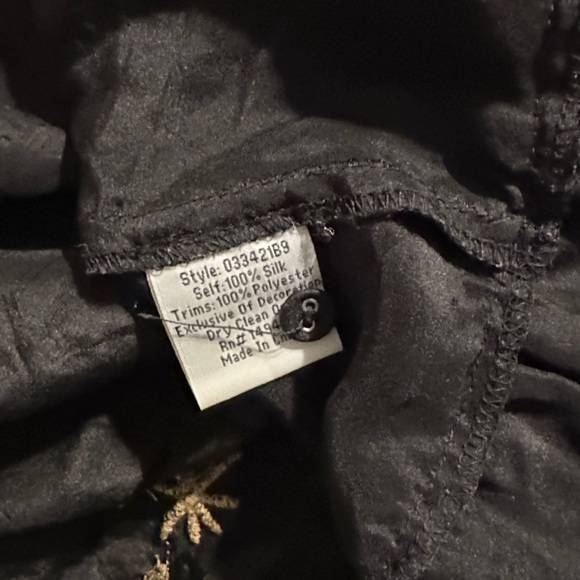 Style: 033421B9
Self:100% Silk
Trims:100% Polyester
Exclusive Of Decoration
Dry Clean
Rn#
Made In